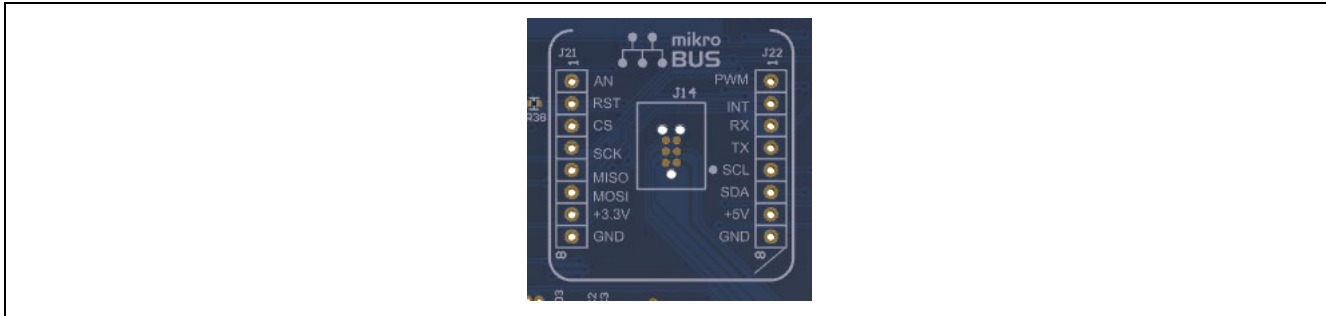 mikro
BUS
J21
J22
1
1
AN
PWM
J14
RST
INT
R36
CS
RX
SCK
TX
MISO
SCL
MOSI
SDA
+3.3V
+5V
GND
GND
8
8